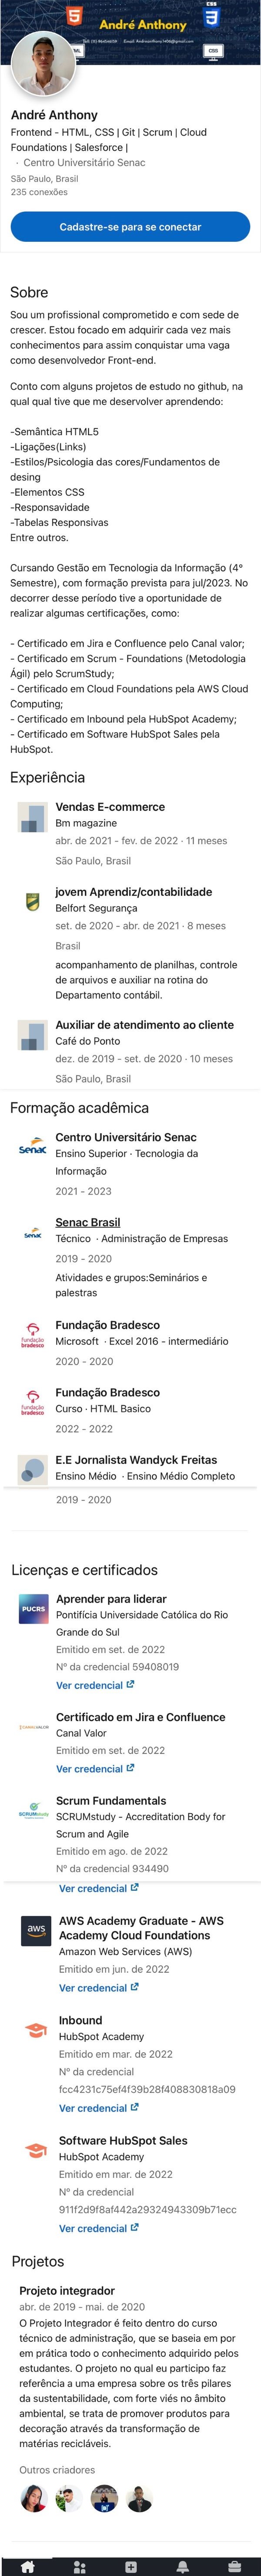 CSS
André Anthony
CSS
André Anthony
Frontend - HTML, CSS | Git | Scrum | Cloud
Foundations | Salesforce |
· Centro Universitário Senac
São Paulo, Brasil
235 conexões
Cadastre-se para se conectar
Sobre
Sou um profissional comprometido e com sede de
crescer. Estou focado em adquirir cada vez mais
conhecimentos para assim conquistar uma vaga
como desenvolvedor Front-end.
Conto com alguns projetos de estudo no github, na
qual qual tive que me desenvolver aprendendo:
-Semântica HTML5
-Ligações(Links)
-Estilos/Psicologia das cores/Fundamentos de
desing
-Elementos CSS
-Responsavidade
-Tabelas Responsivas
Entre outros.
Cursando Gestão em Tecnologia da Informação (4°
Semestre), com formação prevista para jul/2023. No
decorrer desse período tive a oportunidade de
realizar algumas certificações, como:
- Certificado em Jira e Confluence pelo Canal valor;
- Certificado em Scrum - Foundations (Metodologia
Ágil) pelo ScrumStudy;
- Certificado em Cloud Foundations pela AWS Cloud
Computing;
- Certificado em Inbound pela HubSpot Academy;
- Certificado em Software HubSpot Sales pela
HubSpot.
Experiência
Vendas E-commerce
Bm magazine
abr. de 2021 - fev. de 2022 · 11 meses
São Paulo, Brasil
jovem Aprendiz/contabilidade
Belfort Segurança
set. de 2020 - abr. de 2021 · 8 meses
Brasil
acompanhamento de planilhas, controle
de arquivos e auxiliar na rotina do
Departamento contábil.
Auxiliar de atendimento ao cliente
Café do Ponto
dez. de 2019 - set. de 2020 · 10 meses
São Paulo, Brasil
Formação acadêmica
senac
Centro Universitário Senac
Ensino Superior · Tecnologia da
Informação
2021 - 2023
senac
Senac Brasil
Técnico · Administração de Empresas
2019 - 2020
Atividades e grupos:Seminários e
palestras
fundação
bradesco
Fundação Bradesco
Microsoft · Excel 2016 - intermediário
2020 - 2020
fundação
bradesco
Fundação Bradesco
Curso · HTML Basico
2022 - 2022
E.E Jornalista Wandyck Freitas
Ensino Médio · Ensino Médio Completo
2019 - 2020
Licenças e certificados
PUCRS
Aprender para liderar
Pontifícia Universidade Católica do Rio
Grande do Sul
Emitido em set. de 2022
Nº da credencial 59408019
Ver credencial
CANALVALOR
Certificado em Jira e Confluence
Canal Valor
Emitido em set. de 2022
Ver credencial
SCRUMstudy
Scrum Fundamentals
SCRUMstudy - Accreditation Body for
Scrum and Agile
Emitido em ago. de 2022
Nº da credencial 934490
Ver credencial
aws
AWS Academy Graduate - AWS
Academy Cloud Foundations
Amazon Web Services (AWS)
Emitido em jun. de 2022
Ver credencial
Inbound
HubSpot Academy
Emitido em mar. de 2022
Nº da credencial
fcc4231c75ef4f39b28f408830818a09
Ver credencial
Software HubSpot Sales
HubSpot Academy
Emitido em mar. de 2022
Nº da credencial
911f2d9f8af442a29324943309b71ecc
Ver credencial
Projetos
Projeto integrador
abr. de 2019 - mai. de 2020
O Projeto Integrador é feito dentro do curso
técnico de administração, que se baseia em por
em prática todo o conhecimento adquirido pelos
estudantes. O projeto no qual eu participo faz
referência a uma empresa sobre os três pilares
da sustentabilidade, com forte viés no âmbito
ambiental, se trata de promover produtos para
decoração através da transformação de
matérias recicláveis.
Outros criadores